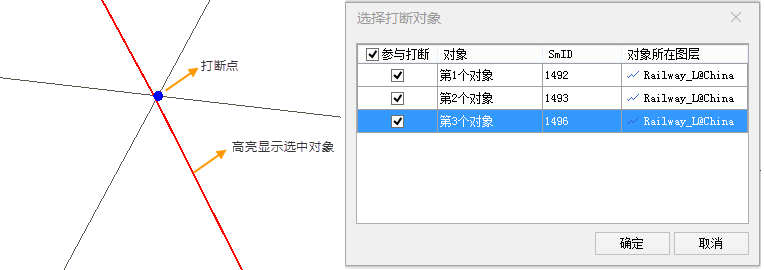 打断点
高亮显示选中对象
选择打断对象
参与打断 对象 SmID 对象所在图层
第1个对象 1492 Railway_L@China
第2个对象 1493 Railway_L@China
第3个对象 1496 Railway_L@China
确定 取消